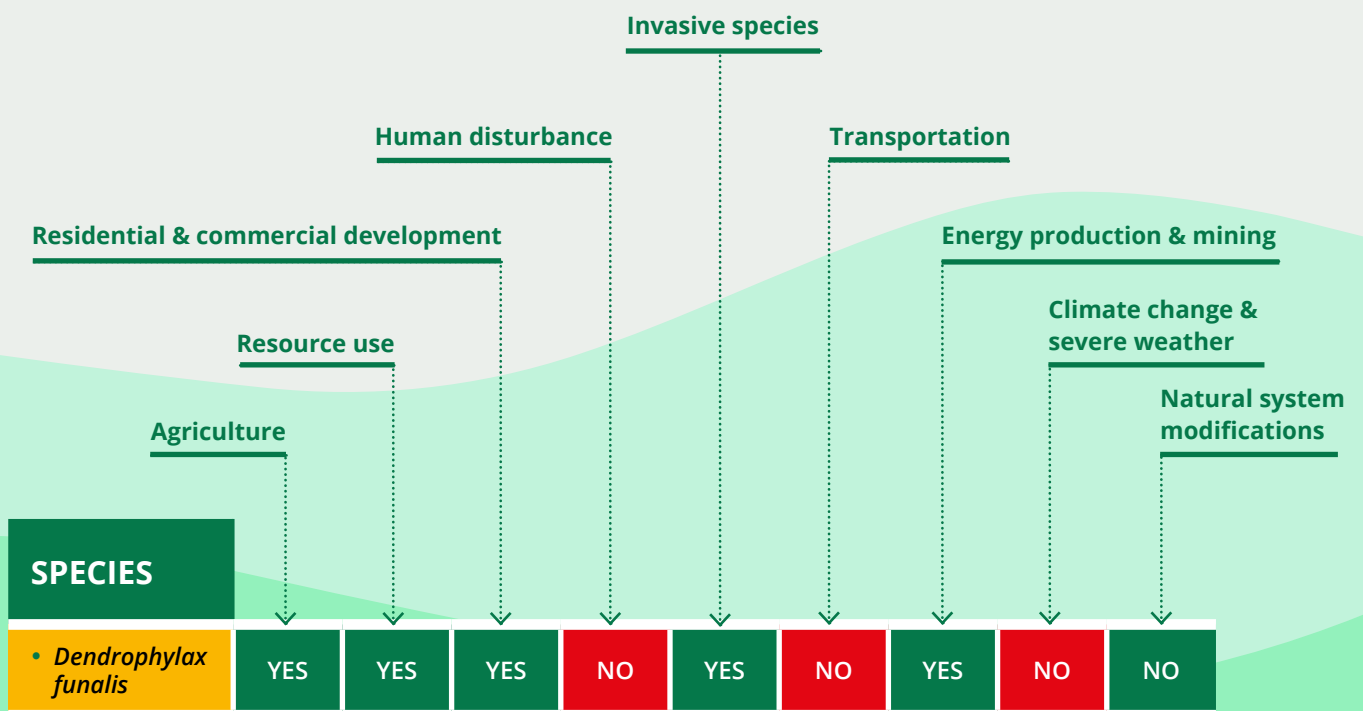 Invasive species
Human disturbance
Transportation
Residential & commercial development
Energy production & mining
Climate change &
severe weather
Resource use
Natural system
modifications
Agriculture
SPECIES
• Dendrophylax
funalis
YES
YES
YES
NO
YES
NO
YES
NO
NO